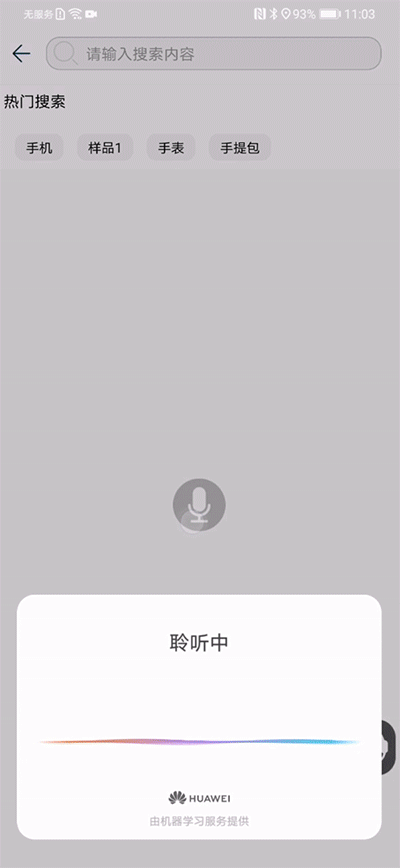 无服务 93% 11:03
请输入搜索内容
热门搜索
手机 样品1 手表 手提包
聆听中
HUAWEI
由机器学习服务提供